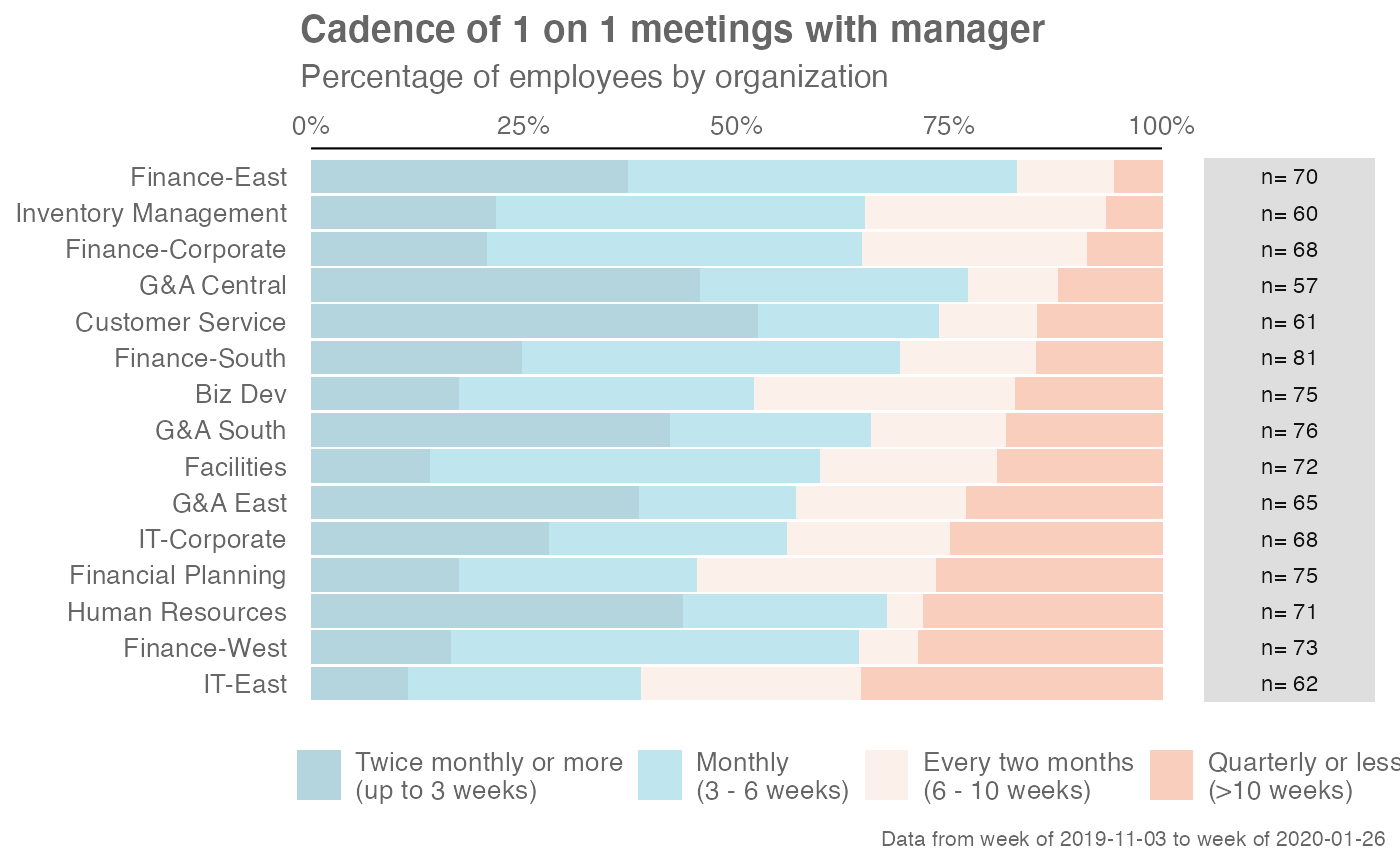 Cadence of 1 on 1 meetings with manager
Percentage of employees by organization
0% 25% 50% 75% 100%
Finance-East n= 70
Inventory Management n= 60
Finance-Corporate n= 68
G&A Central n= 57
Customer Service n= 61
Finance-South n= 81
Biz Dev n= 75
G&A South n= 76
Facilities n= 72
G&A East n= 65
IT-Corporate n= 68
Financial Planning n= 75
Human Resources n= 71
Finance-West n= 73
IT-East n= 62
Twice monthly or more Monthly Every two months Quarterly or less
(up to 3 weeks) (3 - 6 weeks) (6 - 10 weeks) (>10 weeks)
Data from week of 2019-11-03 to week of 2020-01-26